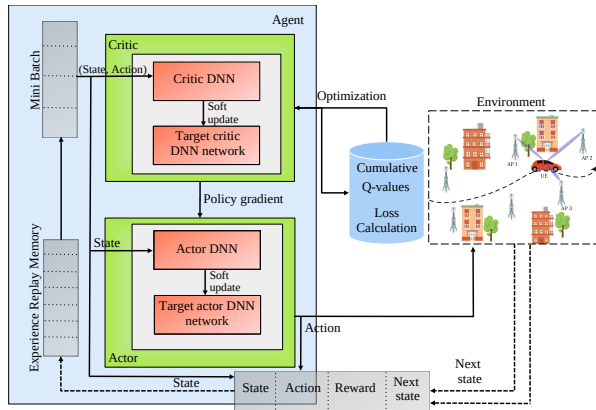 Agent
Critic
Mini Batch
(State, Action)
Critic DNN
Soft
update
Target critic
DNN network
Optimization
Environment
AP 1
AP 2
UE
AP 3
Cumulative
Q-values
Loss
Calculation
Policy gradient
Experience Replay Memory
State
Actor DNN
Soft
update
Target actor DNN
network
Actor
Action
State
Next
state
State
Action
Reward
Next
state